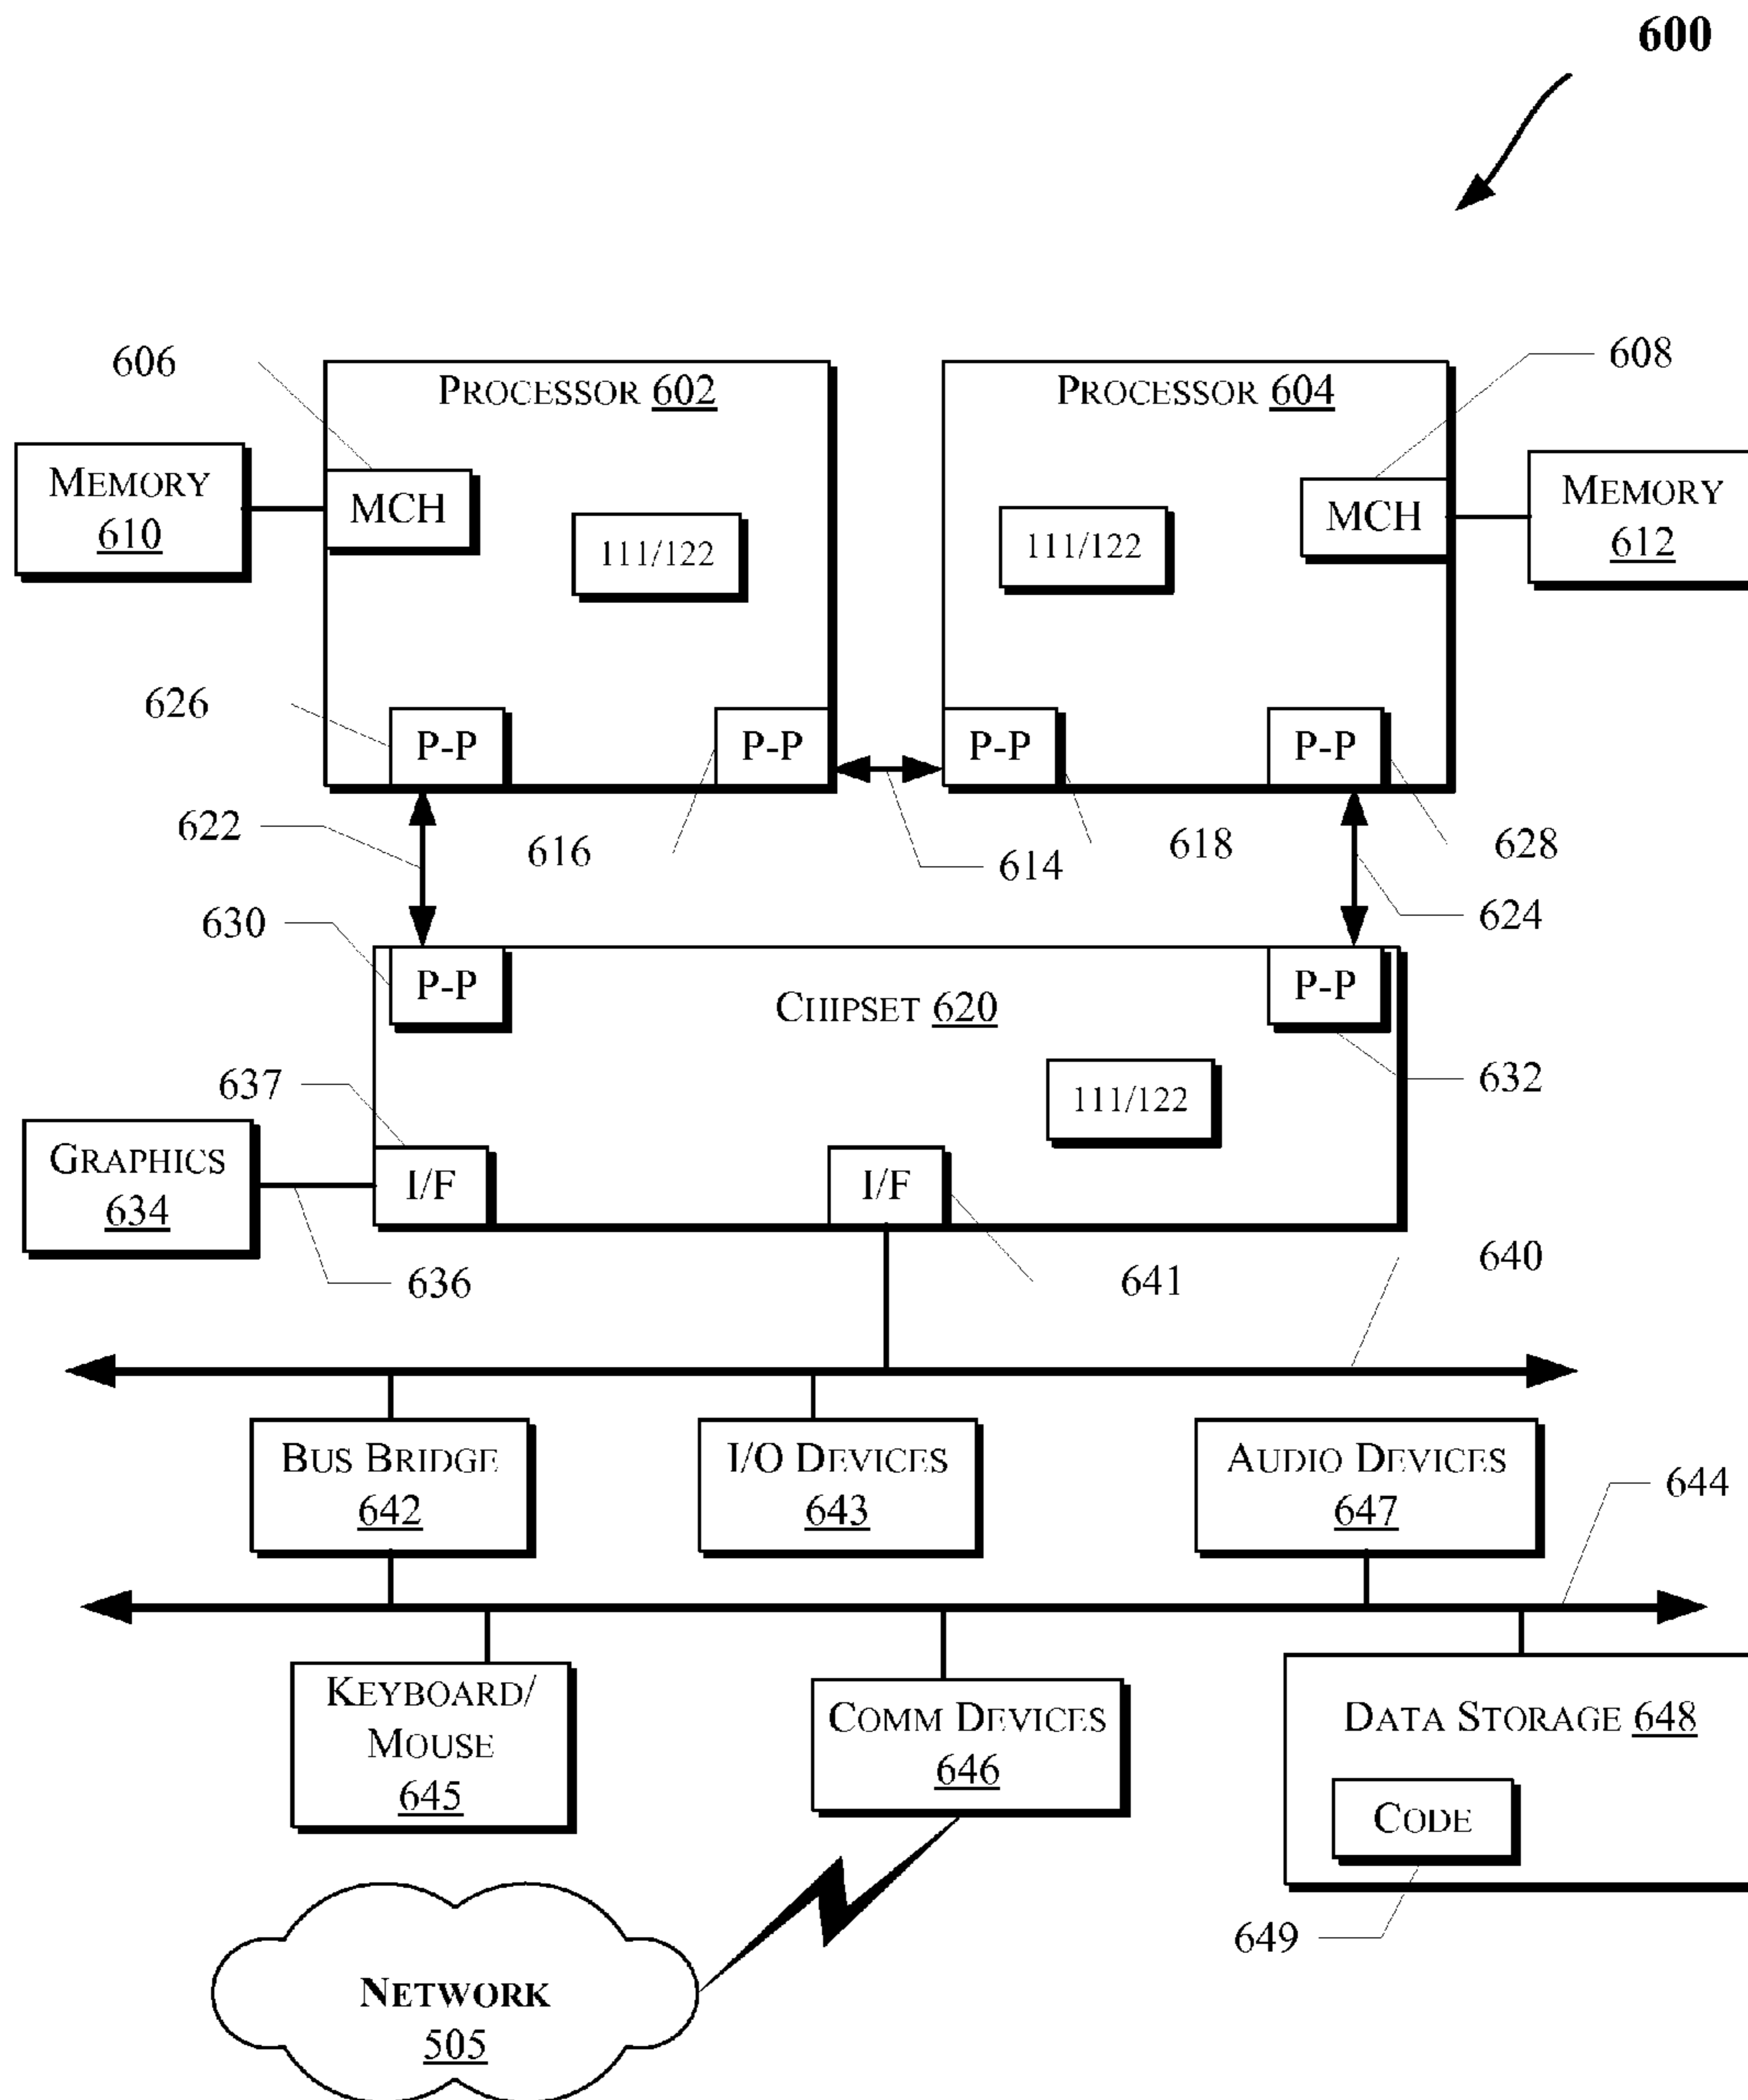 600
606
PROCESSOR 602
PROCESSOR 604
608
MEMORY
610
MCH
111/122
111/122
MCH
MEMORY
612
626
P-P
P-P
P-P
P-P
622
616
614
618
628
630
624
P-P
CHIPSET 620
P-P
637
111/122
632
GRAPHICS
634
I/F
I/F
636
641
640
BUS BRIDGE
642
I/O DEVICES
643
AUDIO DEVICES
647
644
KEYBOARD/
MOUSE
645
COMM DEVICES
646
DATA STORAGE 648
CODE
649
NETWORK
505